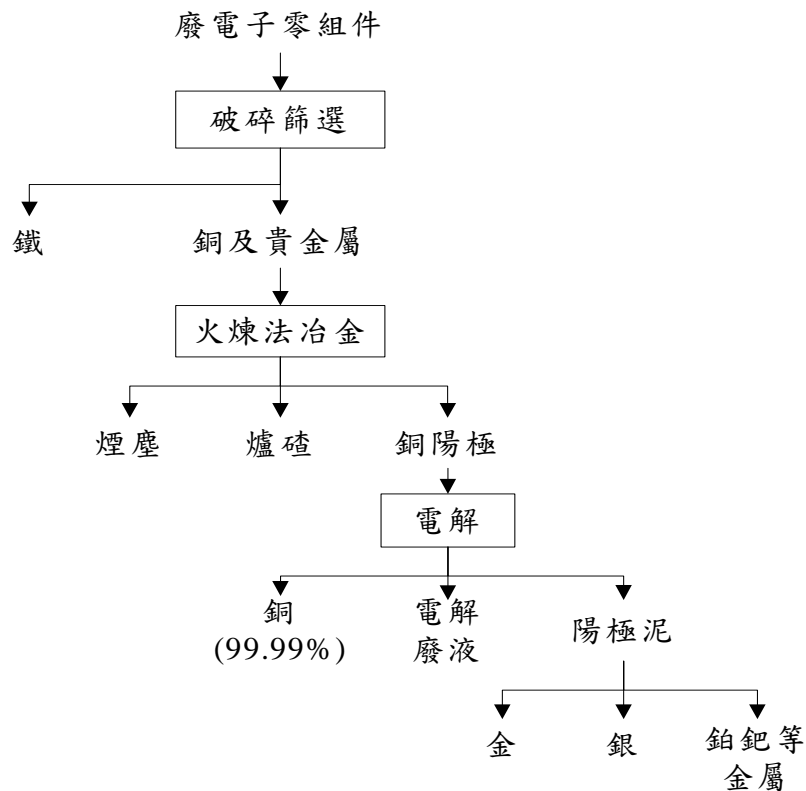 廢電子零組件
破碎篩選
鐵
銅及貴金屬
火煉法冶金
煙塵
爐碴
銅陽極
電解
銅
(99.99%)
電解
廢液
陽極泥
金
銀
鉑鈀等
金屬